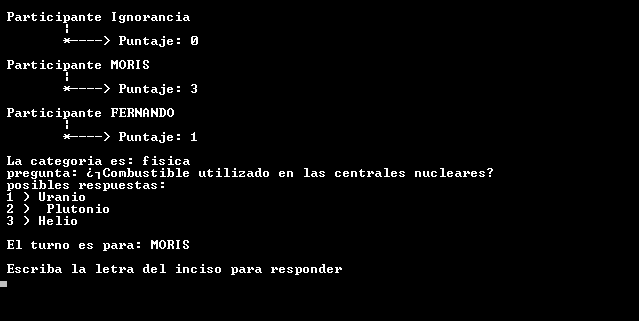 Participante Ignorancia
¦
*----> Puntaje: 0
Participante MORIS
¦
*----> Puntaje: 3
Participante FERNANDO
¦
*----> Puntaje: 1
La categoria es: fisica
pregunta: ¿┐Combustible utilizado en las centrales nucleares?
posibles respuestas:
1 > Uranio
2 >  Plutonio
3 > Helio
El turno es para: MORIS
Escriba la letra del inciso para responder